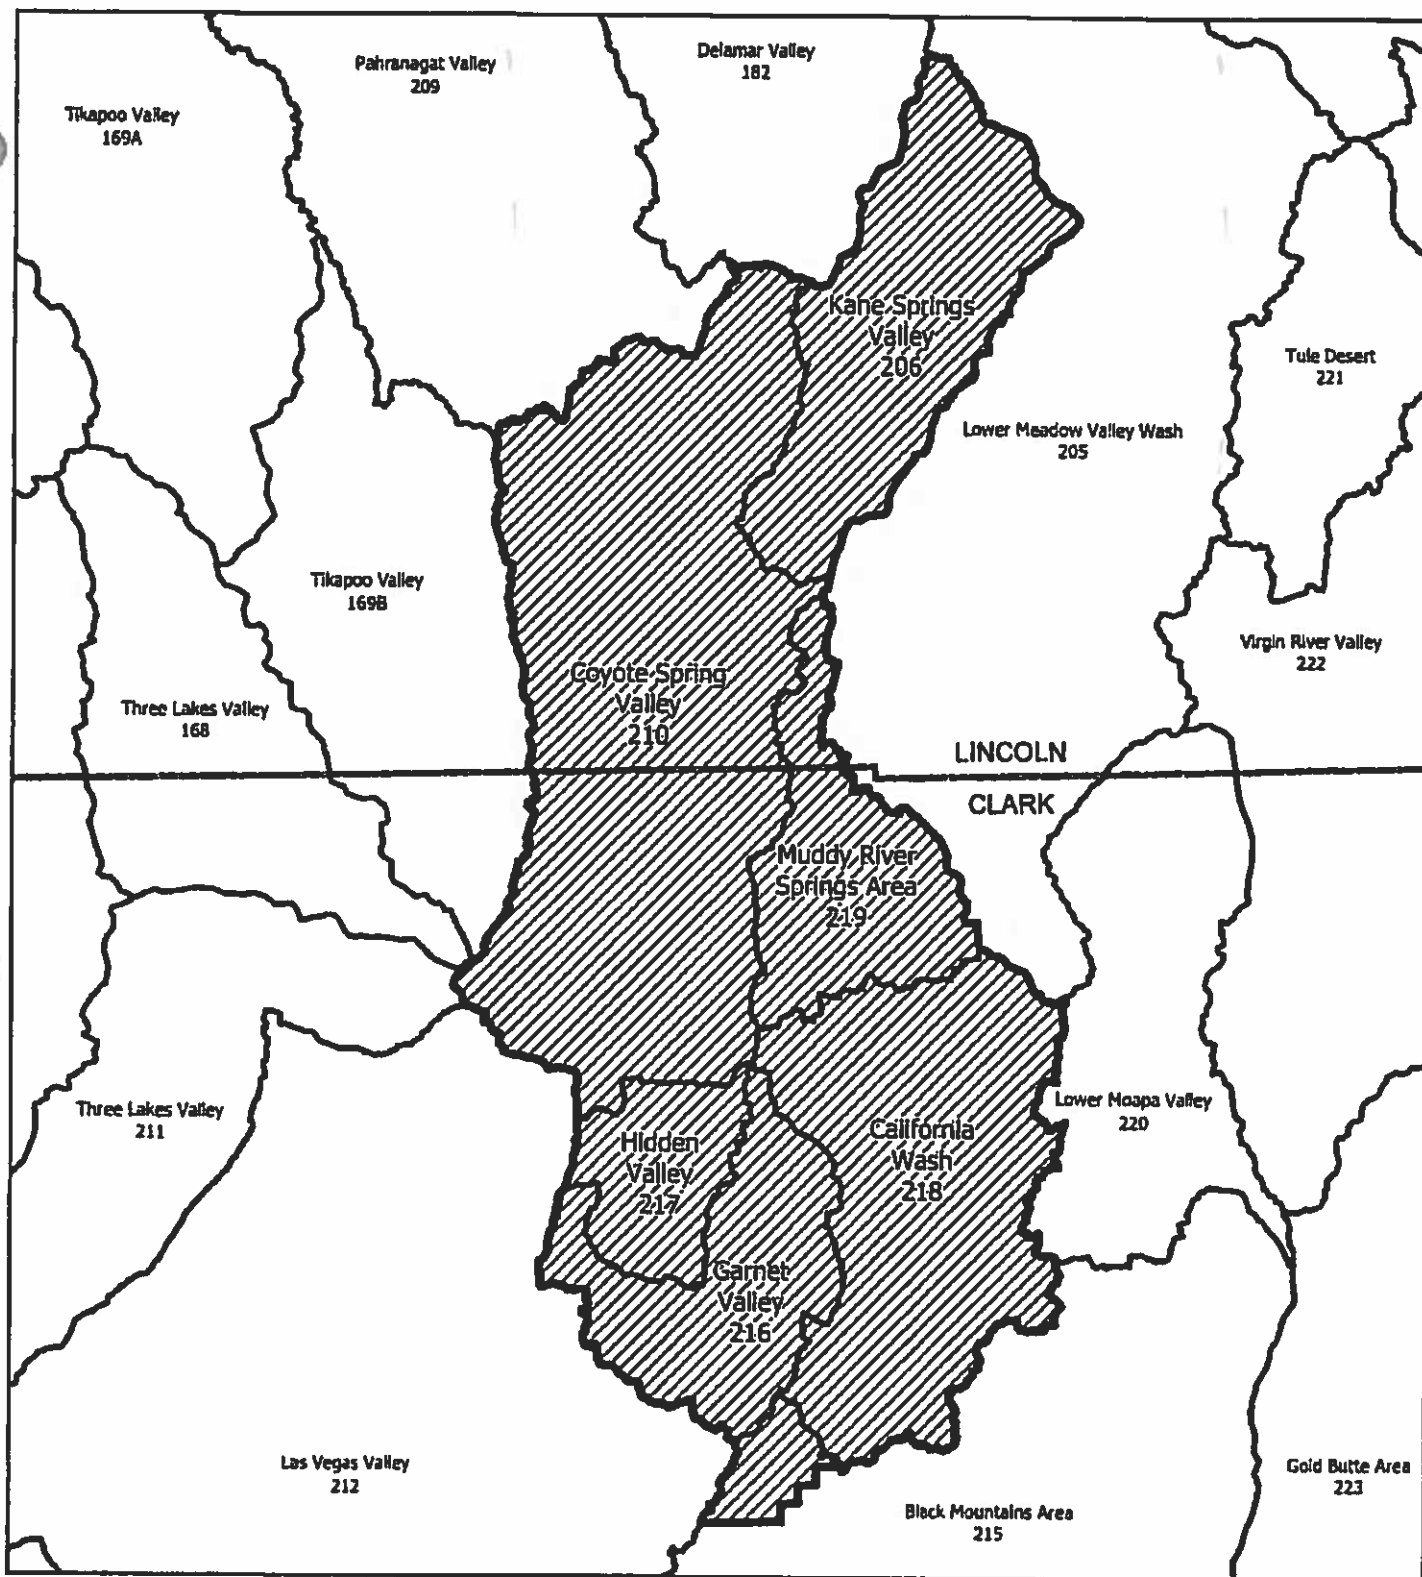 Pahranagat Valley
209
Delamar Valley
182
Tikapoo Valley
169A
Kane Springs
Valley
206
Tule Desert
221
Lower Meadow Valley Wash
205
Tikapoo Valley
169B
Virgin River Valley
222
Coyote Spring
Valley
210
Three Lakes Valley
168
LINCOLN
CLARK
Muddy River
Springs Area
219
Three Lakes Valley
211
Lower Moapa Valley
220
Hidden
Valley
217
California
Wash
218
Garnet
Valley
216
Las Vegas Valley
212
Gold Butte Area
223
Black Mountains Area
215